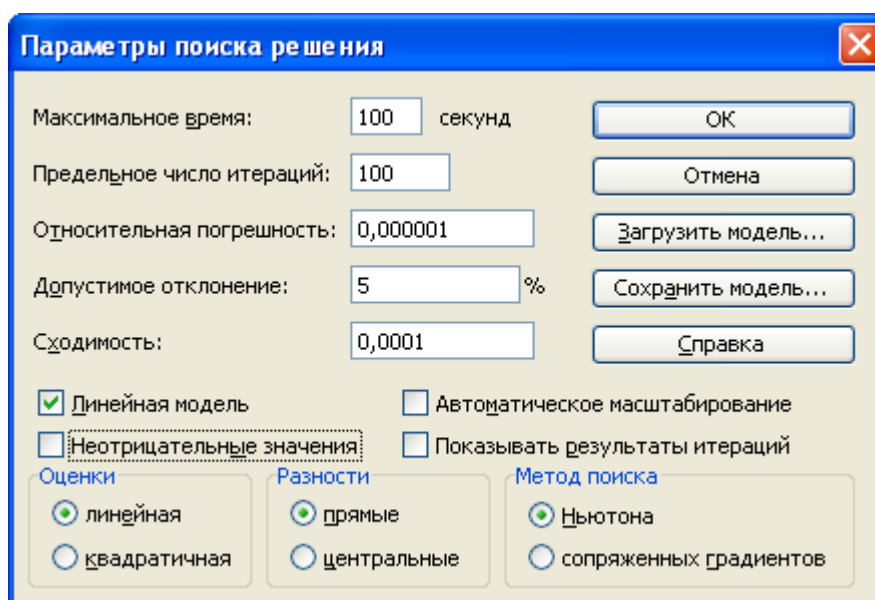 Параметры поиска решения
Максимальное время: 100 секунд ОК
Предельное число итераций: 100 Отмена
Относительная погрешность: 0,000001 Загрузить модель...
Допустимое отклонение: 5 % Сохранить модель...
Сходимость: 0,0001 Справка
Линейная модель Автоматическое масштабирование
Неотрицательные значения Показывать результаты итераций
Оценки Разности Метод поиска
линейная прямые Ньютона
квадратичная центральные сопряженных градиентов